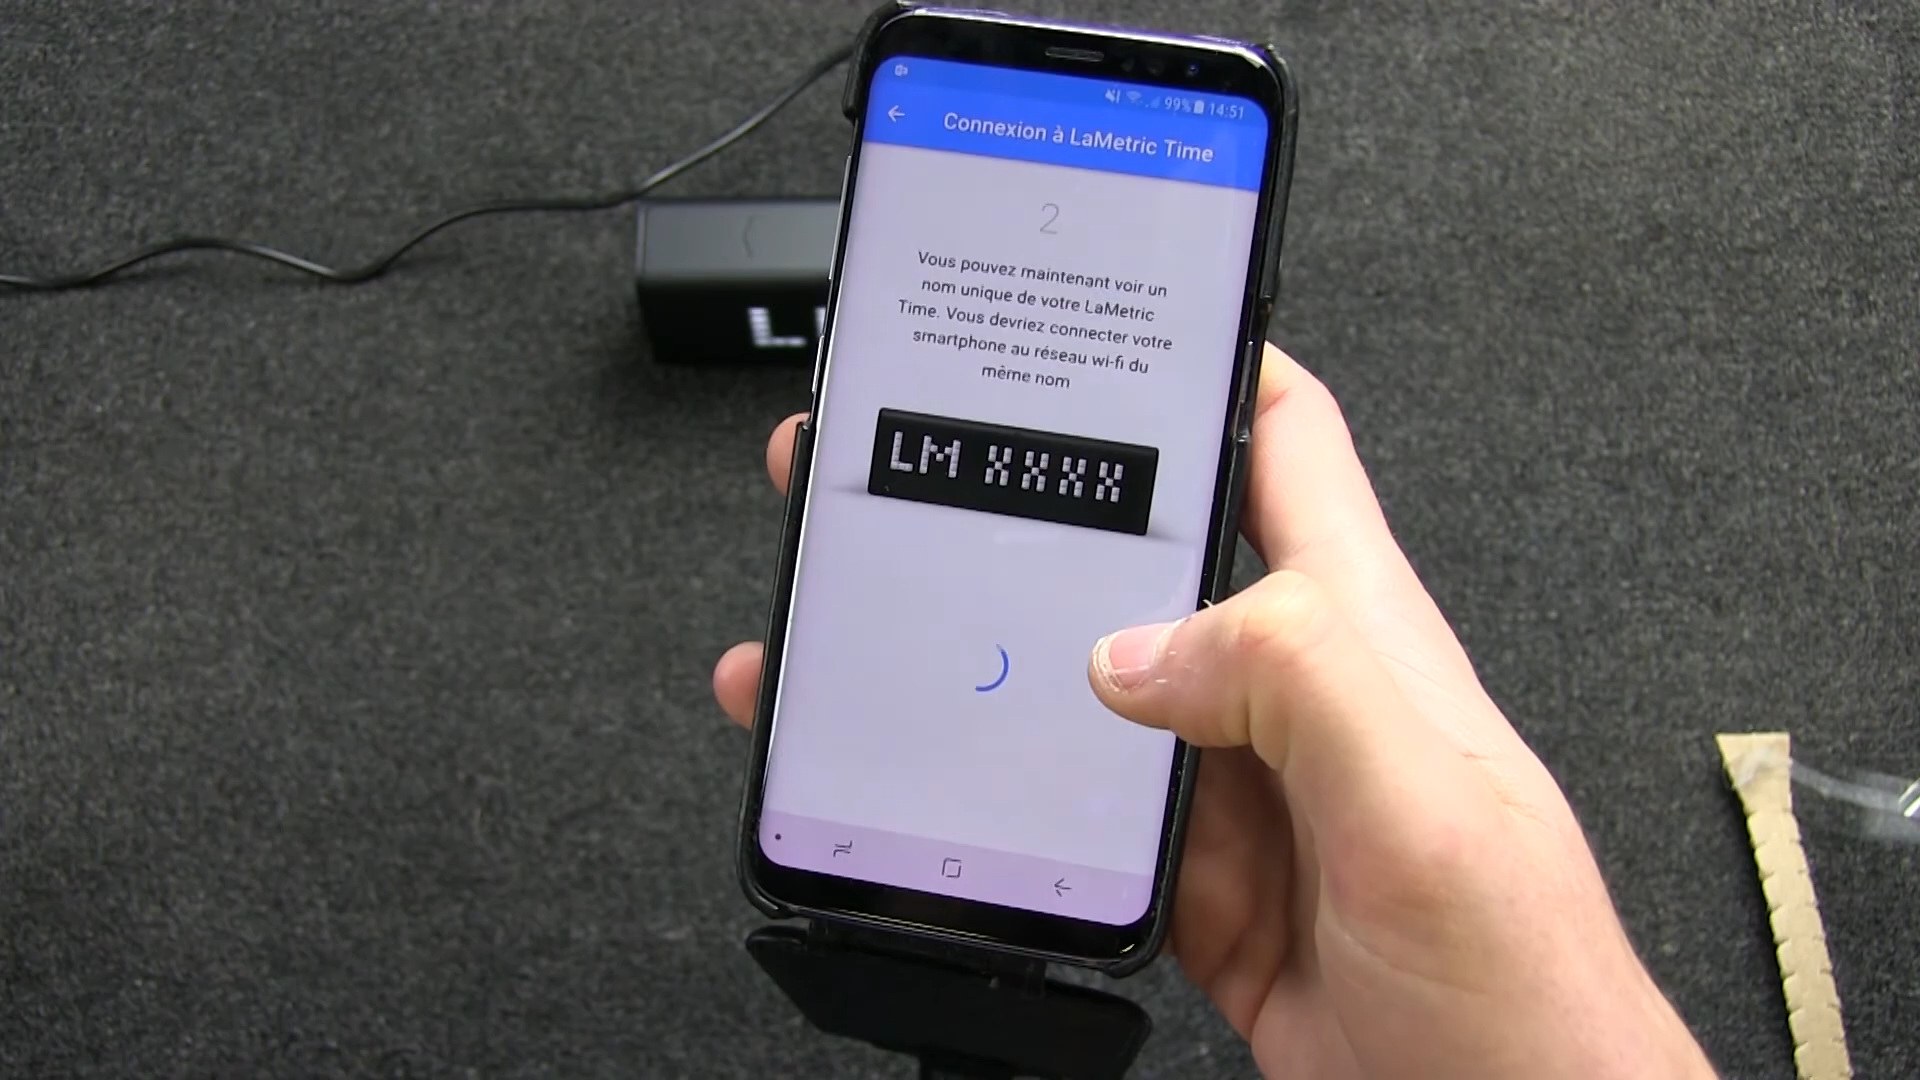 99% 14:51
Connexion à LaMetric Time
2
Vous pouvez maintenant voir un
nom unique de votre LaMetric
Time. Vous devriez connecter votre
smartphone au réseau wi-fi du
même nom
LM XXXX
L